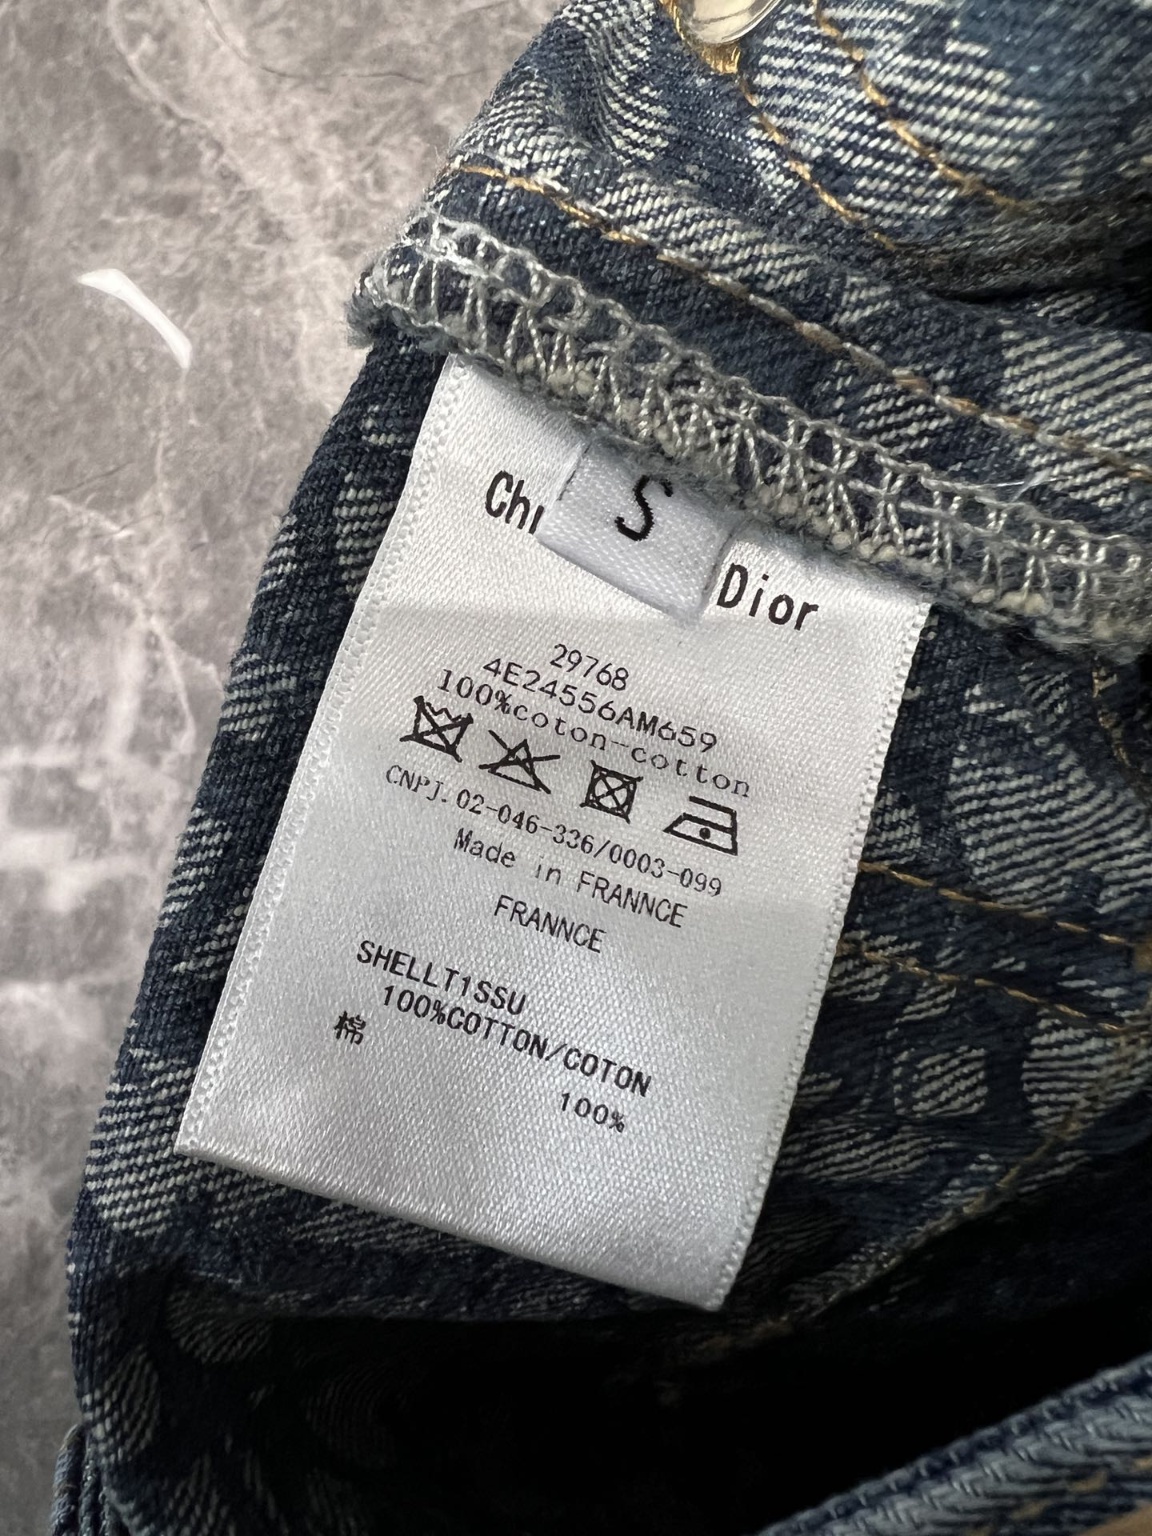 S
Chr Dior
29768
4E24556AM659
100%coton-cotton
CNPJ.02-046-336/0003-099
Made in FRANNCE
FRANNCE
SHELLT1SSU
100%COTTON/COTON
棉 100%